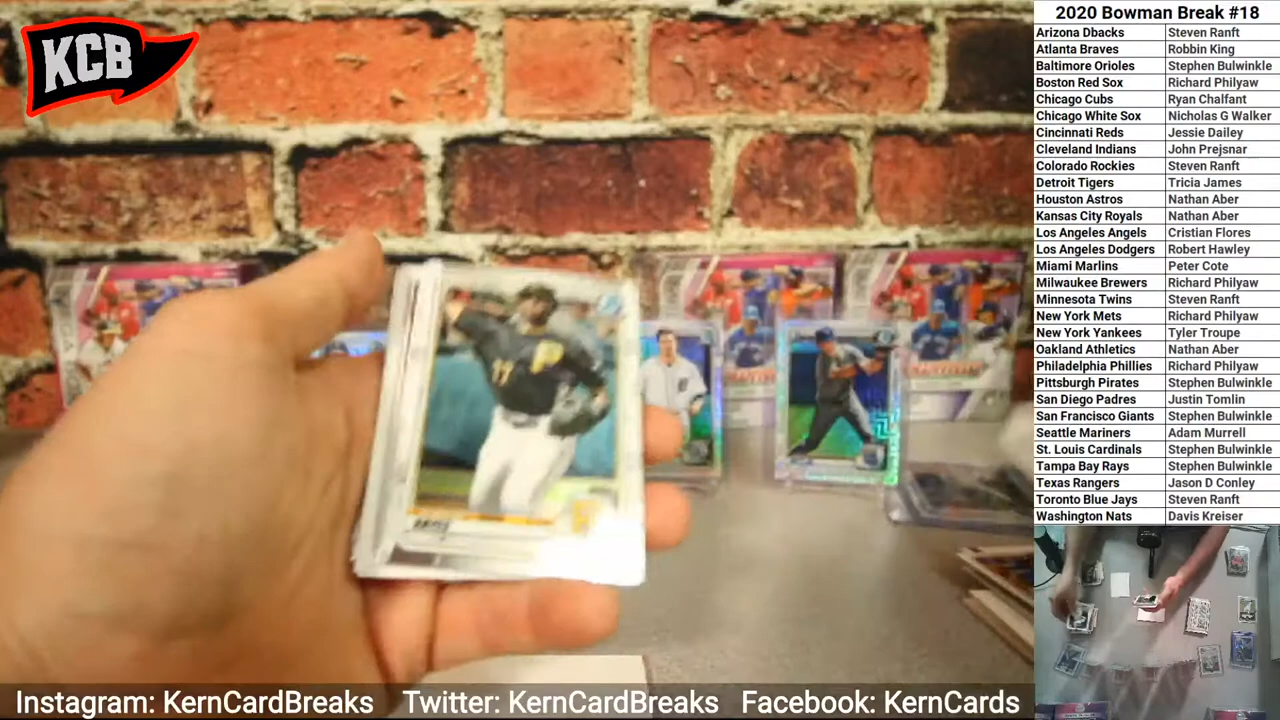 KCB
2020 Bowman Break #18
Arizona Dbacks Steven Ranft
Atlanta Braves Robbin King
Baltimore Orioles Stephen Bulwinkle
Boston Red Sox Richard Philyaw
Chicago Cubs Ryan Chalfant
Chicago White Sox Nicholas G Walker
Cincinnati Reds Jessie Dailey
Cleveland Indians John Prejsnar
Colorado Rockies Steven Ranft
Detroit Tigers Tricia James
Houston Astros Nathan Aber
Kansas City Royals Nathan Aber
Los Angeles Angels Cristian Flores
Los Angeles Dodgers Robert Hawley
Miami Marlins Peter Cote
Milwaukee Brewers Richard Philyaw
Minnesota Twins Steven Ranft
New York Mets Richard Philyaw
New York Yankees Tyler Troupe
Oakland Athletics Nathan Aber
Philadelphia Phillies Richard Philyaw
Pittsburgh Pirates Stephen Bulwinkle
San Diego Padres Justin Tomlin
San Francisco Giants Stephen Bulwinkle
Seattle Mariners Adam Murrell
St. Louis Cardinals Stephen Bulwinkle
Tampa Bay Rays Stephen Bulwinkle
Texas Rangers Jason D Conley
Toronto Blue Jays Steven Ranft
Washington Nats Davis Kreiser
P
Instagram: KernCardBreaks Twitter: KernCardBreaks Facebook: KernCards